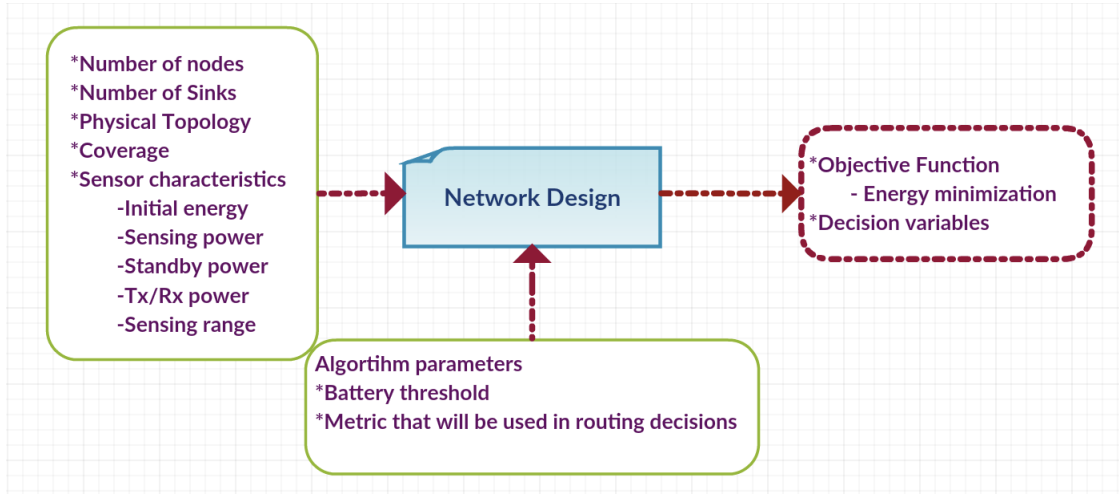 *Number of nodes
*Number of Sinks
*Physical Topology
*Coverage
*Sensor characteristics
-Initial energy
-Sensing power
-Standby power
-Tx/Rx power
-Sensing range
Network Design
*Objective Function
- Energy minimization
*Decision variables
Algortihm parameters
*Battery threshold
*Metric that will be used in routing decisions